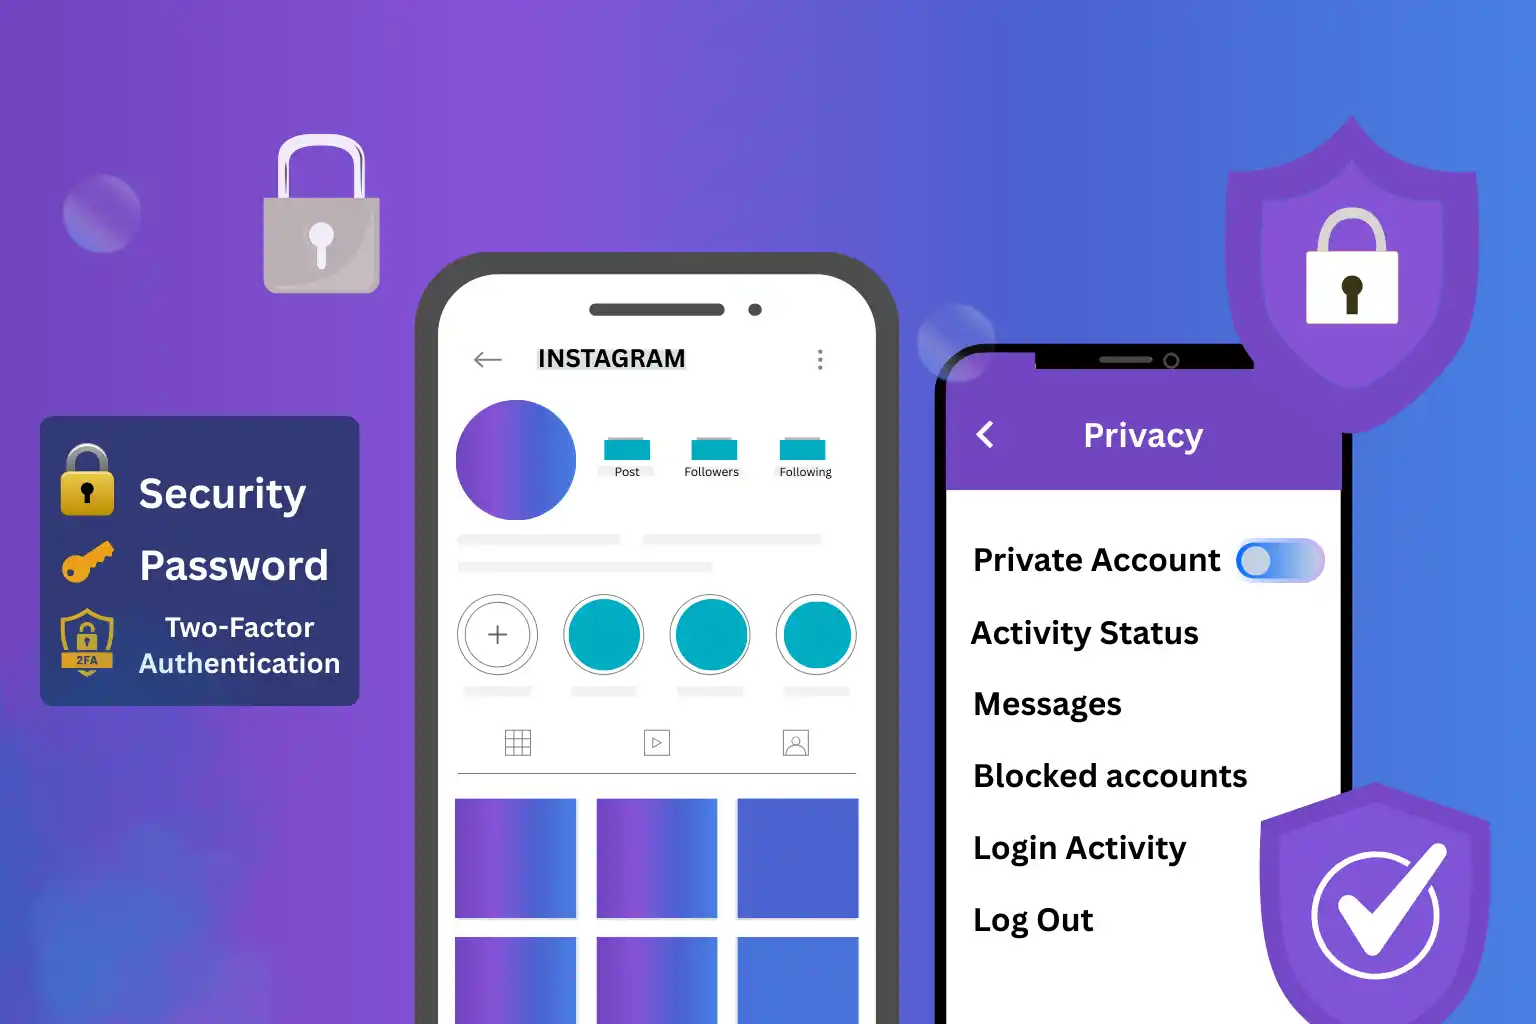 INSTAGRAM
Post
Followers
Following
Security
Password
Two-Factor
Authentication
2FA
Privacy
Private Account
Activity Status
Messages
Blocked accounts
Login Activity
Log Out